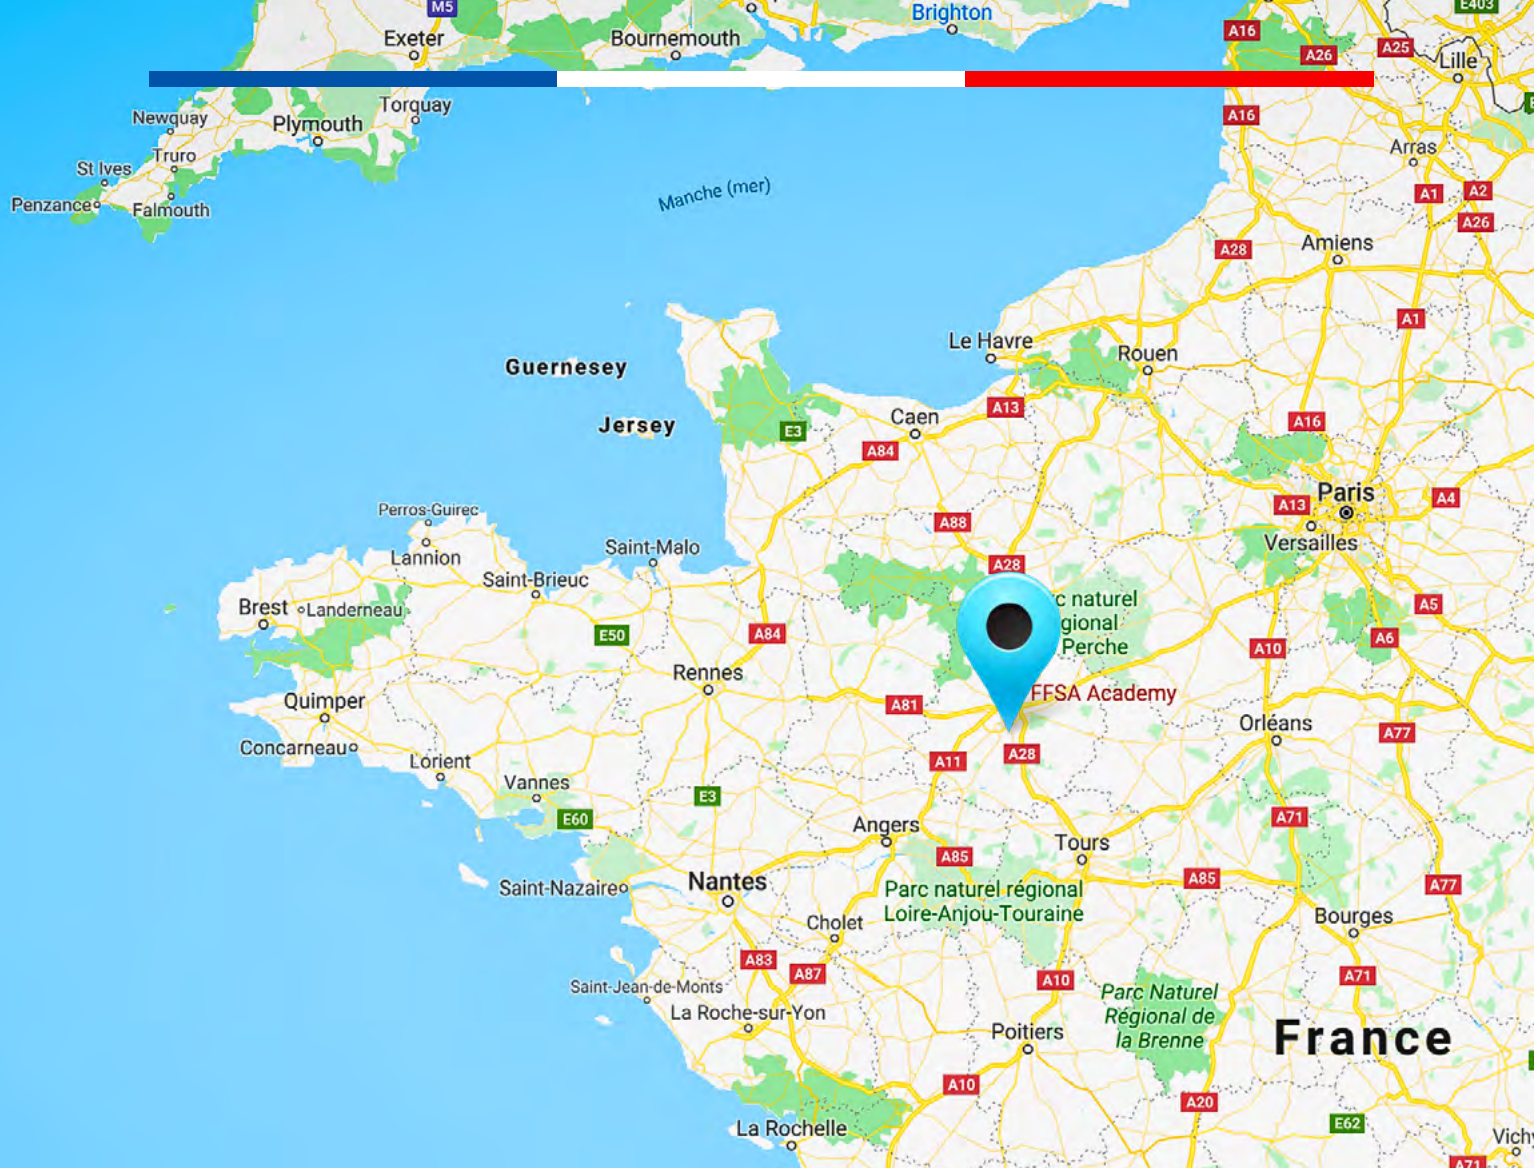 M5
Brighton
E403
Exeter
Bournemouth
A16
A26
A25
Lille
Newquay
Torquay
Plymouth
A16
St Ives
Truro
Arras
Penzance
Falmouth
Manche (mer)
A1
A2
A26
A28
Amiens
A1
Le Havre
Rouen
Guernesey
Jersey
Caen
A13
A16
E3
A84
Perros-Guirec
A88
A13
Paris
A4
Lannion
Saint-Malo
Versailles
Saint-Brieuc
A28
Brest
Landerneau
c naturel
gional
Perche
A5
E50
A84
A10
A6
Rennes
Quimper
A81
FFSA Academy
Orléans
A77
Concarneau
Lorient
A11
A28
Vannes
E3
E60
Angers
A71
Tours
A85
Saint-Nazaire
Nantes
Parc naturel régional
Loire-Anjou-Touraine
A85
A77
Cholet
Bourges
A83
A87
A10
A71
Saint-Jean-de-Monts
La Roche-sur-Yon
Parc Naturel
Régional de
la Brenne
Poitiers
France
A10
A20
E62
La Rochelle
Vichy
A71